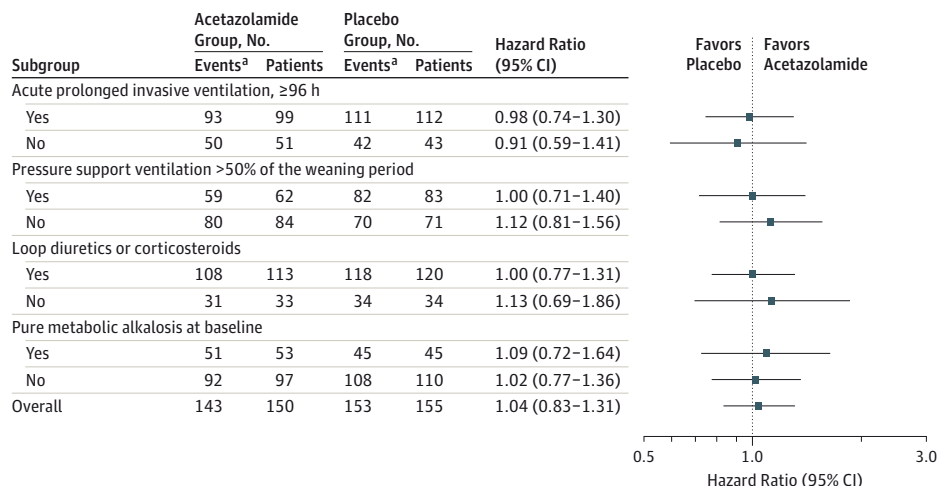 Acetazolamide Group, No. Placebo Group, No. Hazard Ratio (95% CI) Favors Placebo Favors Acetazolamide
Subgroup Eventsa Patients Eventsa Patients
Acute prolonged invasive ventilation, ≥96 h
Yes 93 99 111 112 0.98 (0.74–1.30)
No 50 51 42 43 0.91 (0.59–1.41)
Pressure support ventilation >50% of the weaning period
Yes 59 62 82 83 1.00 (0.71–1.40)
No 80 84 70 71 1.12 (0.81–1.56)
Loop diuretics or corticosteroids
Yes 108 113 118 120 1.00 (0.77–1.31)
No 31 33 34 34 1.13 (0.69–1.86)
Pure metabolic alkalosis at baseline
Yes 51 53 45 45 1.09 (0.72–1.64)
No 92 97 108 110 1.02 (0.77–1.36)
Overall 143 150 153 155 1.04 (0.83–1.31)
0.5 1.0 3.0
Hazard Ratio (95% CI)